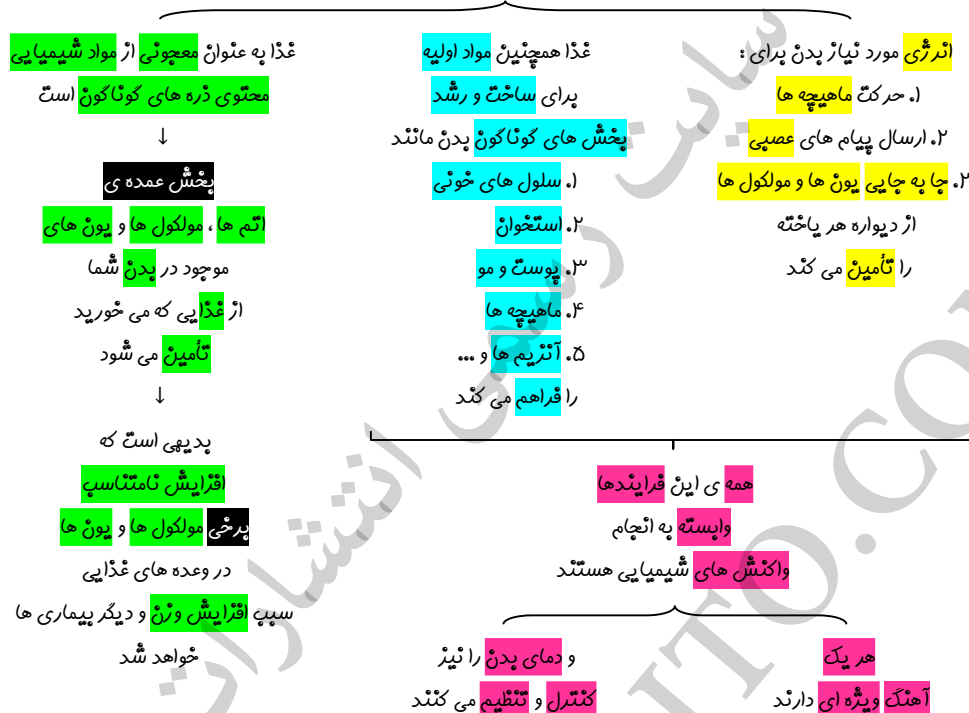 انرژی مورد نیاز بدن برای :
۱. حرکت ماهیچه ها
۲. ارسال پیام های عصبی
۳. جا به جایی یون ها و مولکول ها
از دیواره هر یاخته
را تأمین می کند
غذا همچنین مواد اولیه
برای ساخت و رشد
بخش های گوناگون بدن مانند
۱. سلول های خونی
۲. استخوان
۳. پوست و مو
۴. ماهیچه ها
۵. آنزیم ها و ...
را فراهم می کند
همه ی این فرایندها
وابسته به انجام
واکنش های شیمیایی هستند
هر یک
آهنگ ویژه ای دارند
و دمای بدن را نیز
کنترل و تنظیم می کنند
غذا به عنوان معجونی از مواد شیمیایی
محتوی ذره های گوناگون است
↓
بخش عمده ی
اتم ها ، مولکول ها و یون های
موجود در بدن شما
از غذایی که می خورید
تأمین می شود
↓
بدیهی است که
افزایش نامتناسب
برخی مولکول ها و یون ها
در وعده های غذایی
سبب افزایش وزن و دیگر بیماری ها
خواهد شد
سایت رسمی انتشارات